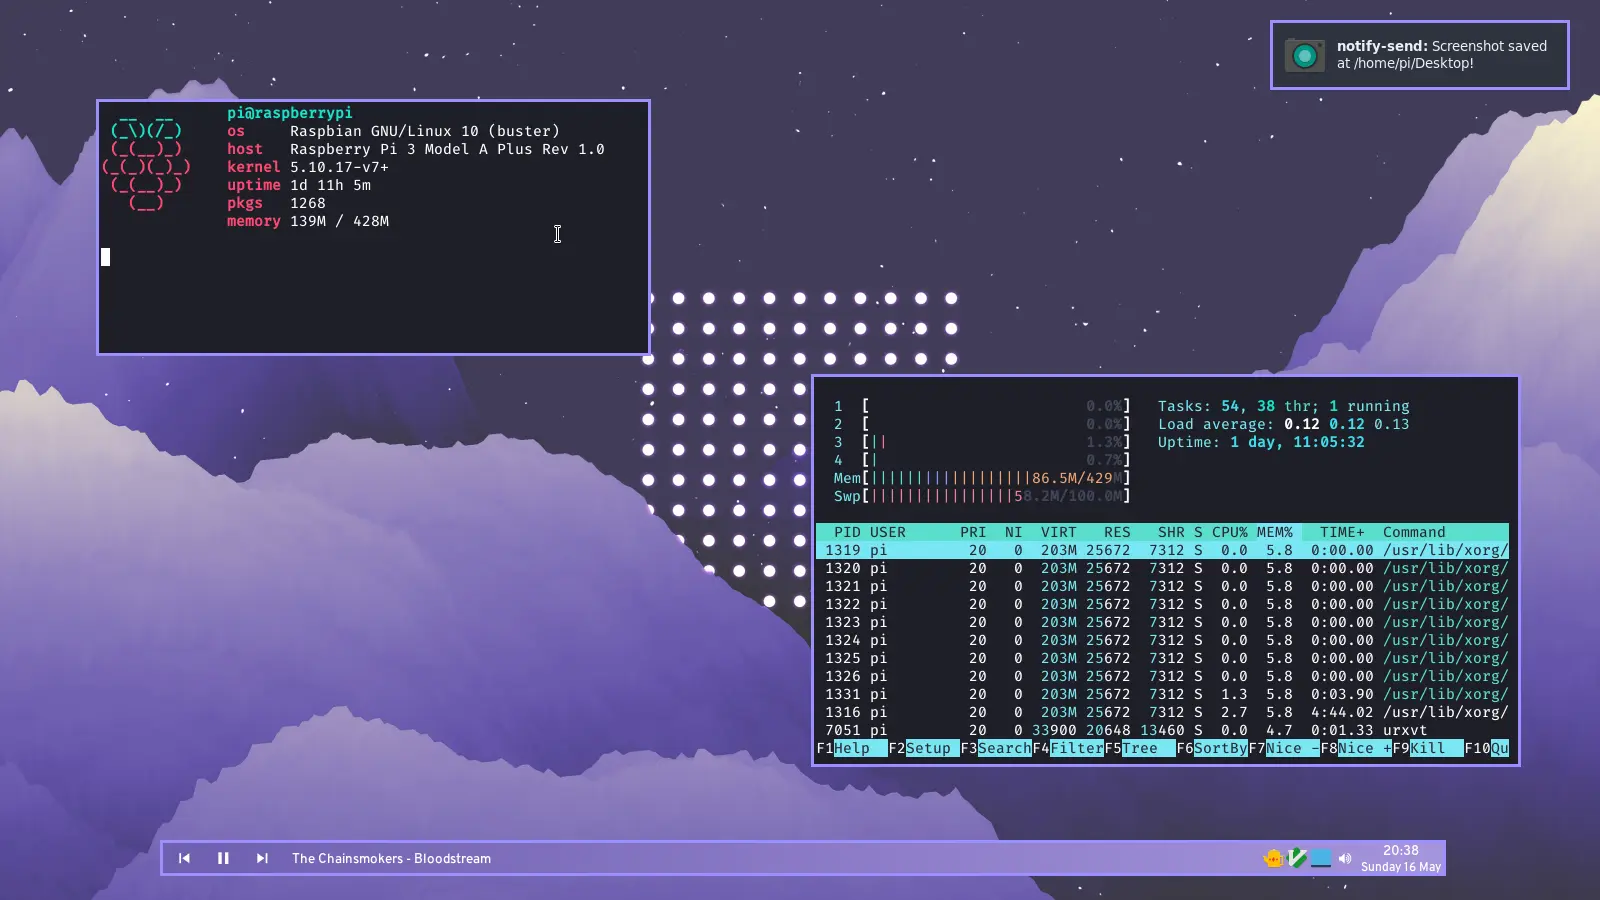 notify-send: Screenshot saved
at /home/pi/Desktop!
pi@raspberrypi
os Raspbian GNU/Linux 10 (buster)
host Raspberry Pi 3 Model A Plus Rev 1.0
kernel 5.10.17-v7+
uptime 1d 11h 5m
pkgs 1268
memory 139M / 428M
1 [ 0.0%] Tasks: 54, 38 thr; 1 running
2 [ 0.0%] Load average: 0.12 0.12 0.13
3 [|| 1.3%] Uptime: 1 day, 11:05:32
4 [| 0.7%]
Mem[||||||||||||||||||86.5M/429M]
Swp[||||||||||||||||58.2M/100.0M]
PID USER PRI NI VIRT RES SHR S CPU% MEM% TIME+ Command
1319 pi 20 0 203M 25672 7312 S 0.0 5.8 0:00.00 /usr/lib/xorg/
1320 pi 20 0 203M 25672 7312 S 0.0 5.8 0:00.00 /usr/lib/xorg/
1321 pi 20 0 203M 25672 7312 S 0.0 5.8 0:00.00 /usr/lib/xorg/
1322 pi 20 0 203M 25672 7312 S 0.0 5.8 0:00.00 /usr/lib/xorg/
1323 pi 20 0 203M 25672 7312 S 0.0 5.8 0:00.00 /usr/lib/xorg/
1324 pi 20 0 203M 25672 7312 S 0.0 5.8 0:00.00 /usr/lib/xorg/
1325 pi 20 0 203M 25672 7312 S 0.0 5.8 0:00.00 /usr/lib/xorg/
1326 pi 20 0 203M 25672 7312 S 0.0 5.8 0:00.00 /usr/lib/xorg/
1331 pi 20 0 203M 25672 7312 S 1.3 5.8 0:03.90 /usr/lib/xorg/
1316 pi 20 0 203M 25672 7312 S 2.7 5.8 4:44.02 /usr/lib/xorg/
7051 pi 20 0 33900 20648 13460 S 0.0 4.7 0:01.33 urxvt
F1Help F2Setup F3SearchF4FilterF5Tree F6SortByF7Nice -F8Nice +F9Kill F10Qu
The Chainsmokers - Bloodstream
20:38
Sunday 16 May